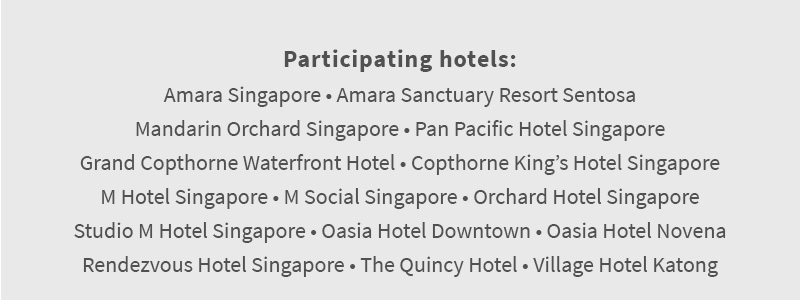 Participating hotels:
Amara Singapore • Amara Sanctuary Resort Sentosa
Mandarin Orchard Singapore • Pan Pacific Hotel Singapore
Grand Copthorne Waterfront Hotel • Copthorne King’s Hotel Singapore
M Hotel Singapore • M Social Singapore • Orchard Hotel Singapore
Studio M Hotel Singapore • Oasia Hotel Downtown • Oasia Hotel Novena
Rendezvous Hotel Singapore • The Quincy Hotel • Village Hotel Katong